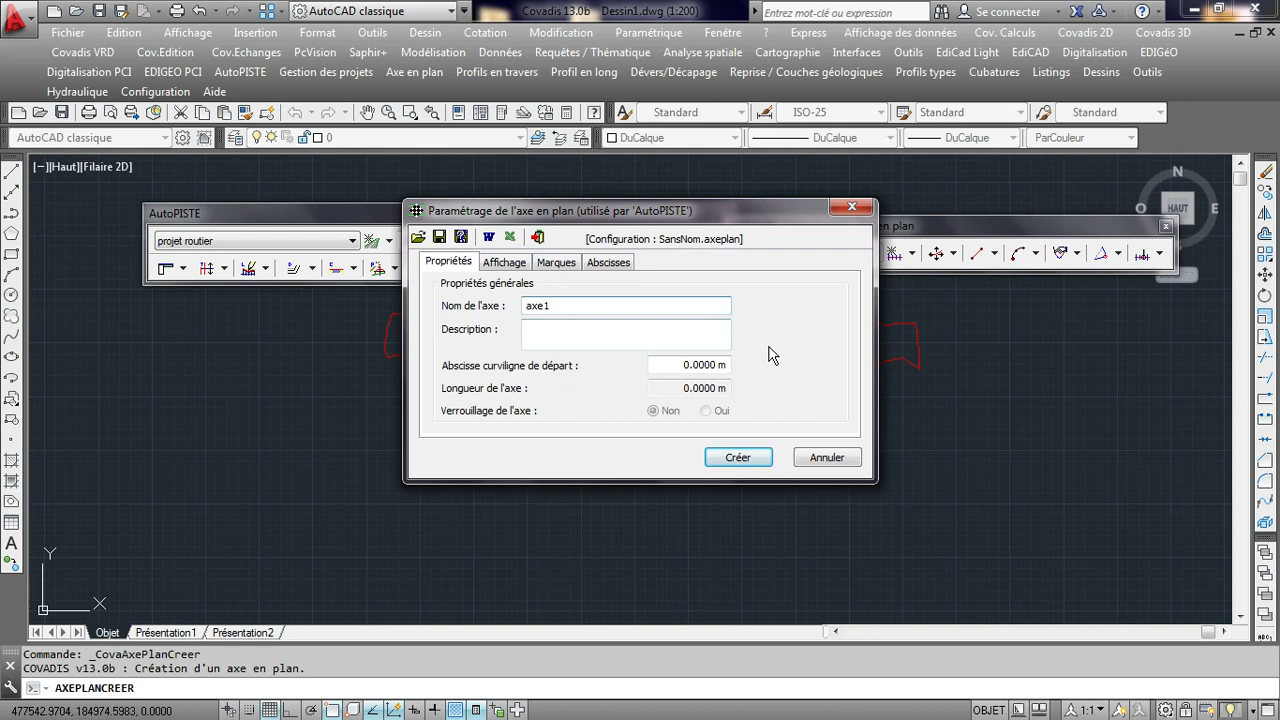 AutoCAD classique Covadis 13.0b Dessin1.dwg (1:200) Entrez mot-clé ou expression Se connecter
Fichier Edition Affichage Insertion Format Outils Dessin Cotation Modification Paramétrique Fenêtre ? Express Affichage des données Cov. Calculs Covadis 2D Covadis 3D
Covadis VRD Cov.Edition Cov.Echanges PcVision Saphir+ Modélisation Données Requêtes / Thématique Analyse spatiale Cartographie Interfaces Outils EdiCad Light EdiCAD Digitalisation EDIGéO
Digitalisation PCI EDIGEO PCI AutoPISTE Gestion des projets Axe en plan Profils en travers Profil en long Dévers/Décapage Reprise / Couches géologiques Profils types Cubatures Listings Dessins Outils
Hydraulique Configuration Aide
Standard ISO-25 Standard Standard
AutoCAD classique 0 DuCalque DuCalque DuCalque ParCouleur
[−][Haut][Filaire 2D]
N
O HAUT E
AutoPISTE
projet routier
en plan
Paramétrage de l'axe en plan (utilisé par 'AutoPISTE')
[Configuration : SansNom.axeplan]
Propriétés Affichage Marques Abscisses
Propriétés générales
Nom de l'axe : axe1
Description :
Abscisse curviligne de départ : 0.0000 m
Longueur de l'axe : 0.0000 m
Verrouillage de l'axe : Non Oui
Créer Annuler
Y
X
Objet Présentation1 Présentation2
Commande: _CovaAxePlanCreer
COVADIS v13.0b : Création d'un axe en plan.
AXEPLANCREER
477542.9704, 184974.5983, 0.0000 OBJET 1:1